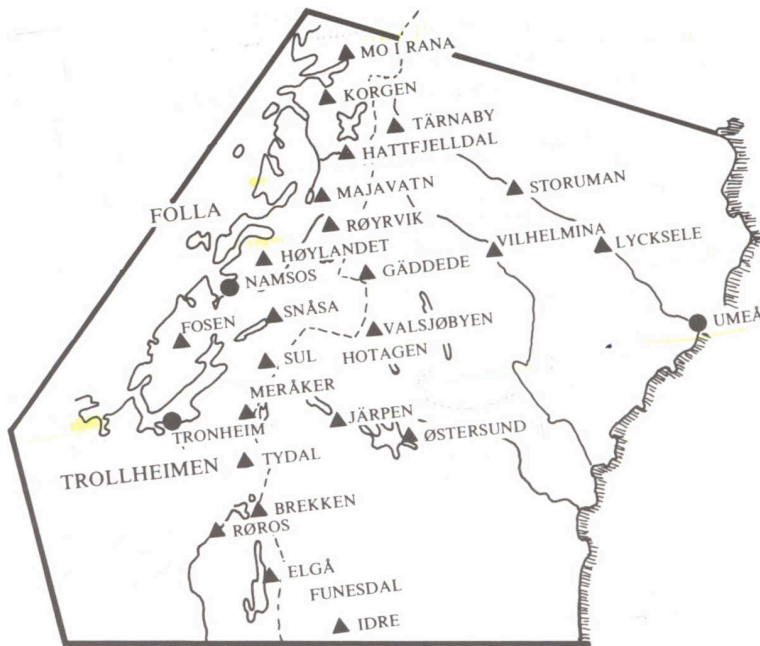 MO I RANA
KORGEN
TÄRNABY
HATTFJELLDAL
MAJAVATN
STORUMAN
FOLLA
RØYRVIK
HØYLANDET
VILHELMINA
LYCKSELE
GÄDDEDE
NAMSOS
SNÅSA
UMEÅ
FOSEN
VALSJØBYEN
SUL
HOTAGEN
MERÅKER
JÄRPEN
TRONHEIM
ØSTERSUND
TROLLHEIMEN
TYDAL
BREKKEN
RØROS
ELGÅ
FUNESDAL
IDRE